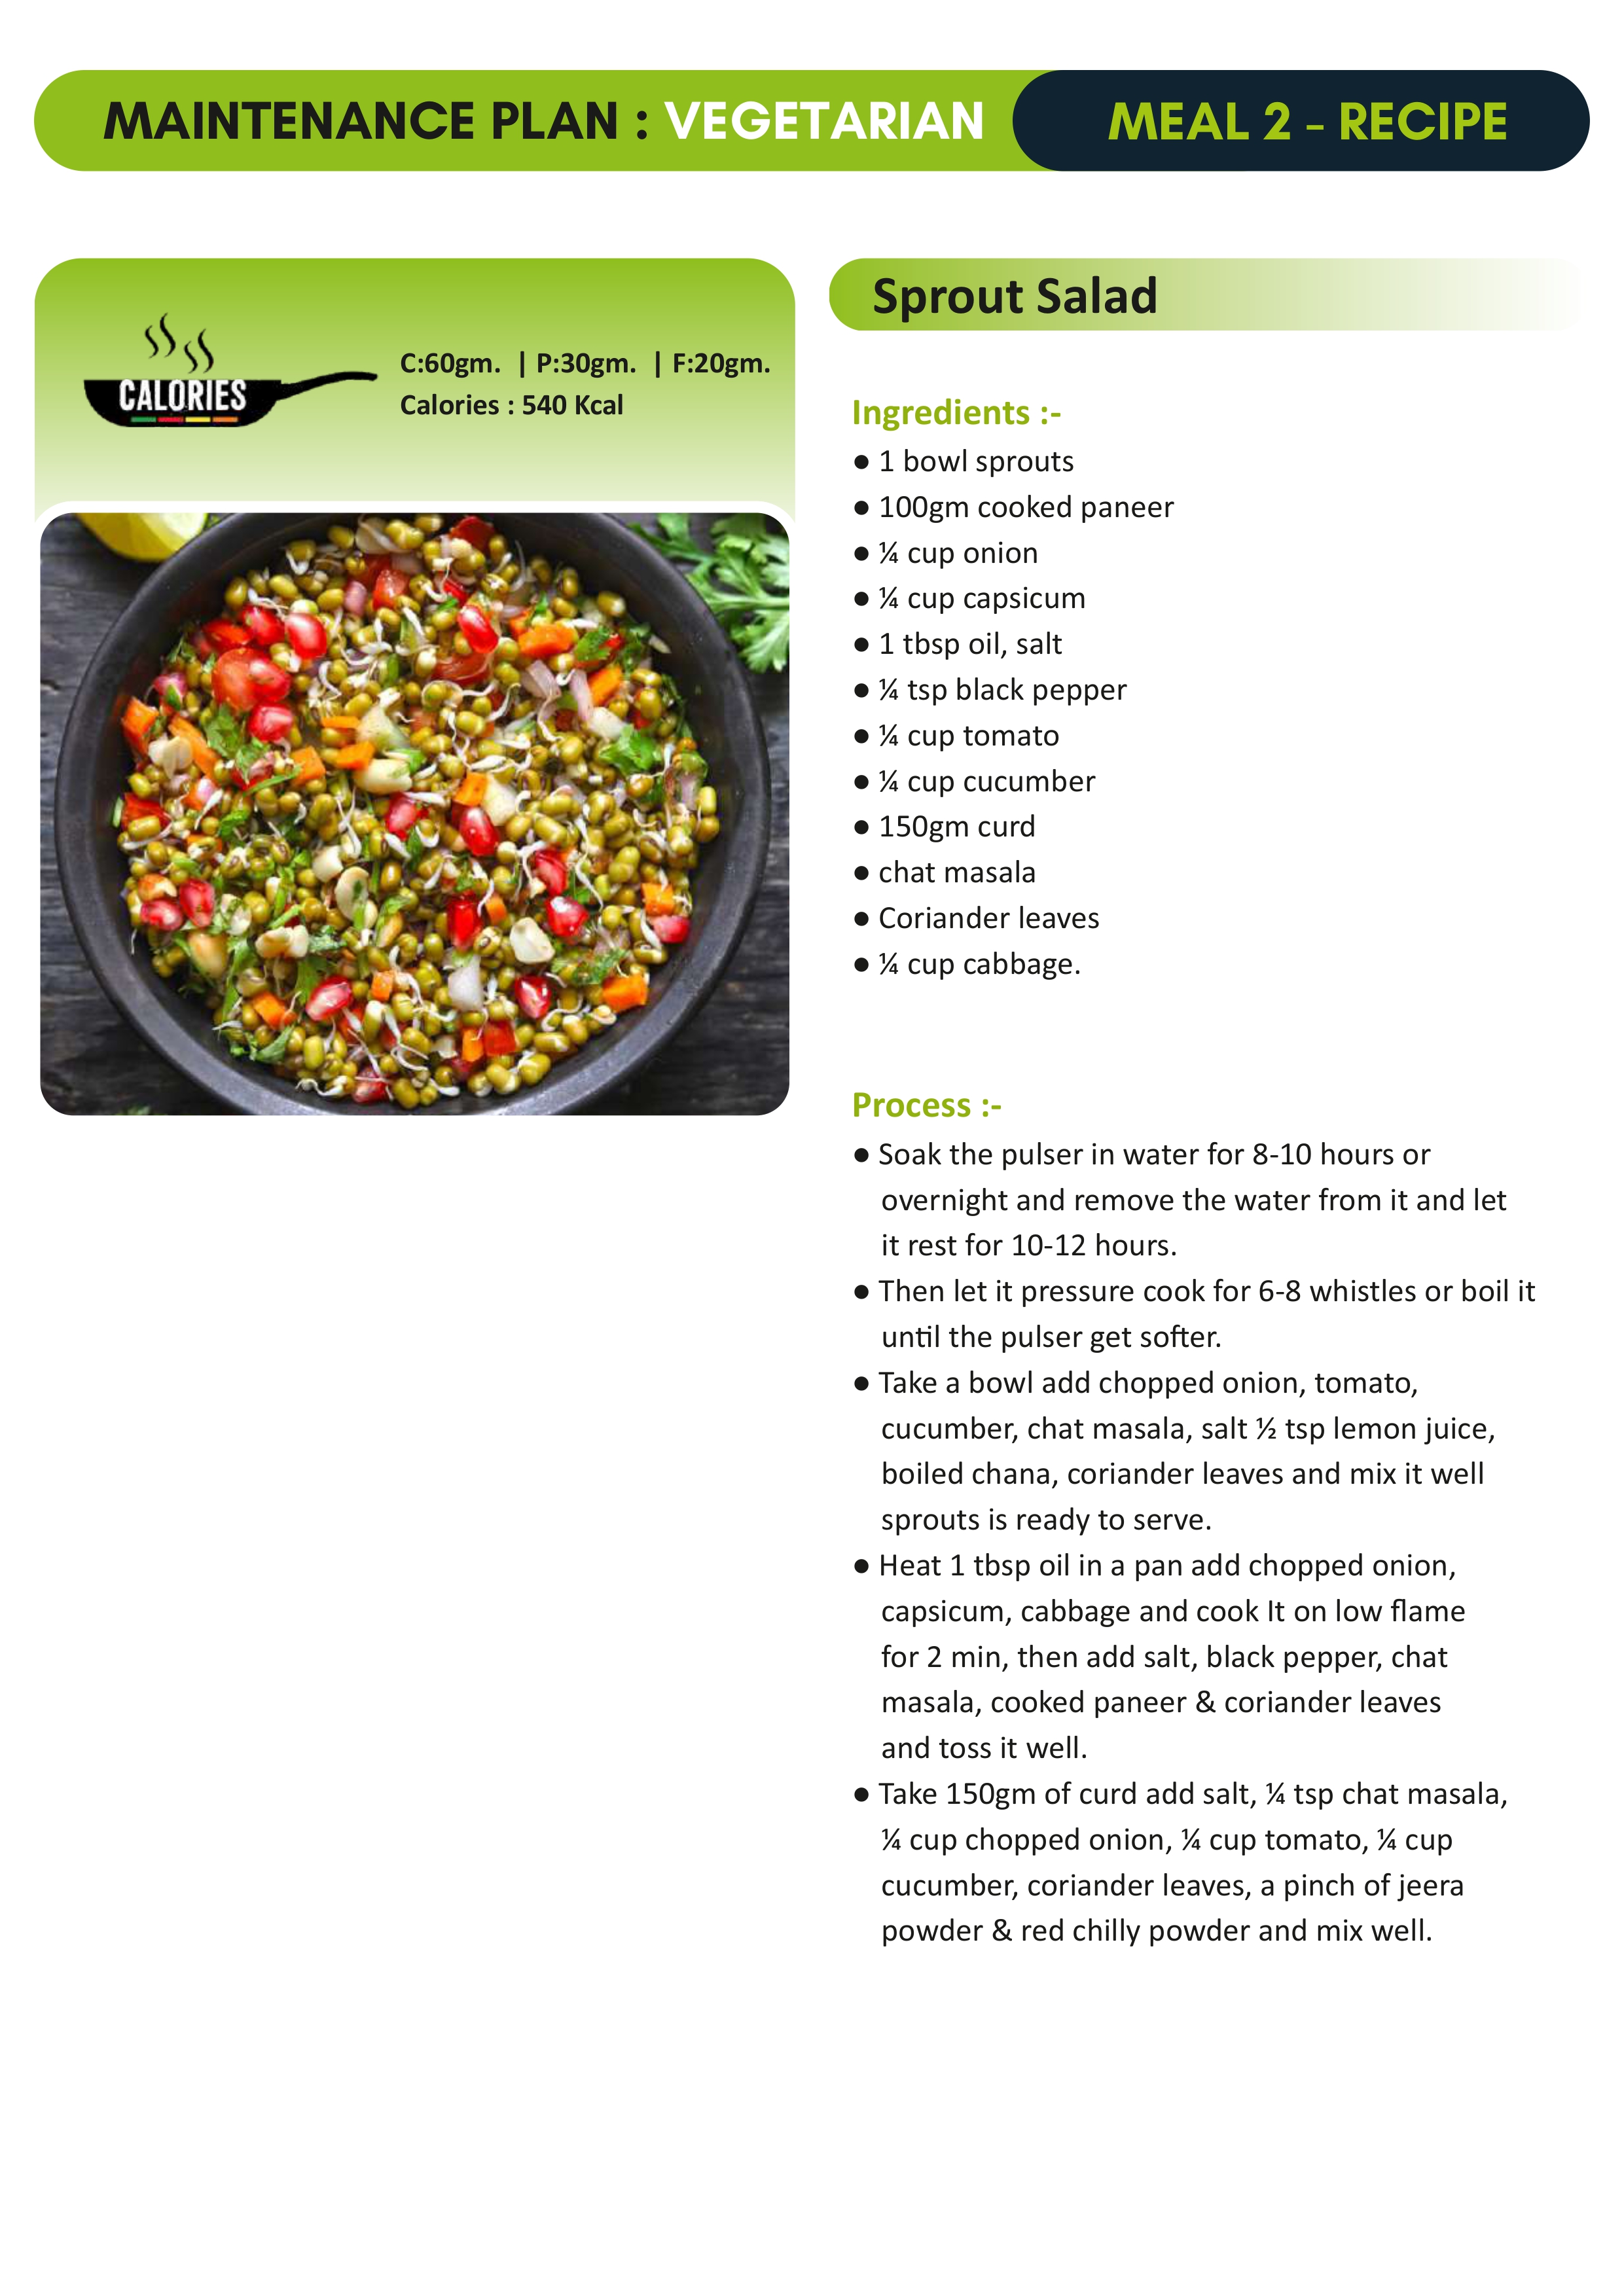 MAINTENANCE PLAN : VEGETARIAN
MEAL 2 - RECIPE
CALORIES
C:60gm. | P:30gm. | F:20gm.
Calories : 540 Kcal
Sprout Salad
Ingredients :-
● 1 bowl sprouts
● 100gm cooked paneer
● ¼ cup onion
● ¼ cup capsicum
● 1 tbsp oil, salt
● ¼ tsp black pepper
● ¼ cup tomato
● ¼ cup cucumber
● 150gm curd
● chat masala
● Coriander leaves
● ¼ cup cabbage.
Process :-
● Soak the pulser in water for 8-10 hours or
overnight and remove the water from it and let
it rest for 10-12 hours.
● Then let it pressure cook for 6-8 whistles or boil it
until the pulser get softer.
● Take a bowl add chopped onion, tomato,
cucumber, chat masala, salt ½ tsp lemon juice,
boiled chana, coriander leaves and mix it well
sprouts is ready to serve.
● Heat 1 tbsp oil in a pan add chopped onion,
capsicum, cabbage and cook It on low flame
for 2 min, then add salt, black pepper, chat
masala, cooked paneer & coriander leaves
and toss it well.
● Take 150gm of curd add salt, ¼ tsp chat masala,
¼ cup chopped onion, ¼ cup tomato, ¼ cup
cucumber, coriander leaves, a pinch of jeera
powder & red chilly powder and mix well.